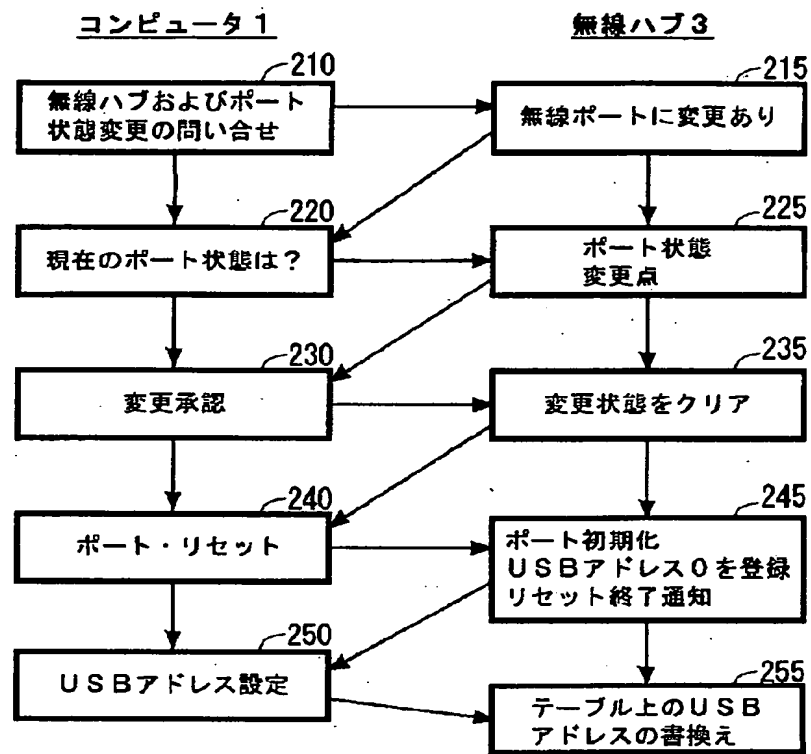 コンピュータ1
無線ハブ3
210
無線ハブおよびポート
状態変更の問い合せ
215
無線ポートに変更あり
220
現在のポート状態は?
225
ポート状態
変更点
230
変更承認
235
変更状態をクリア
240
ポート・リセット
245
ポート初期化
USBアドレス0を登録
リセット終了通知
250
USBアドレス設定
255
テーブル上のUSB
アドレスの書換え